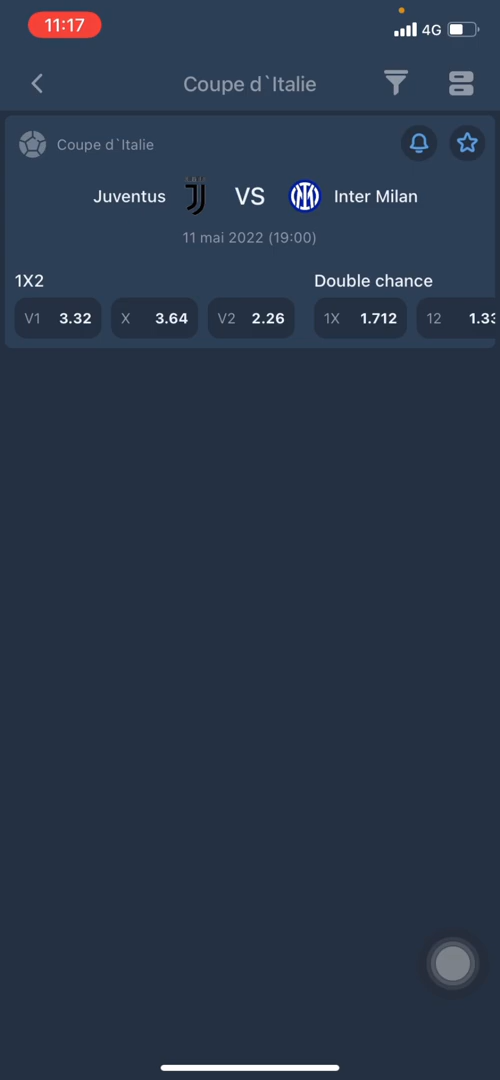 11:17
4G
Coupe d`Italie
Coupe d`Italie
Juventus VS Inter Milan
11 mai 2022 (19:00)
1X2 Double chance
V1 3.32 X 3.64 V2 2.26 1X 1.712 12